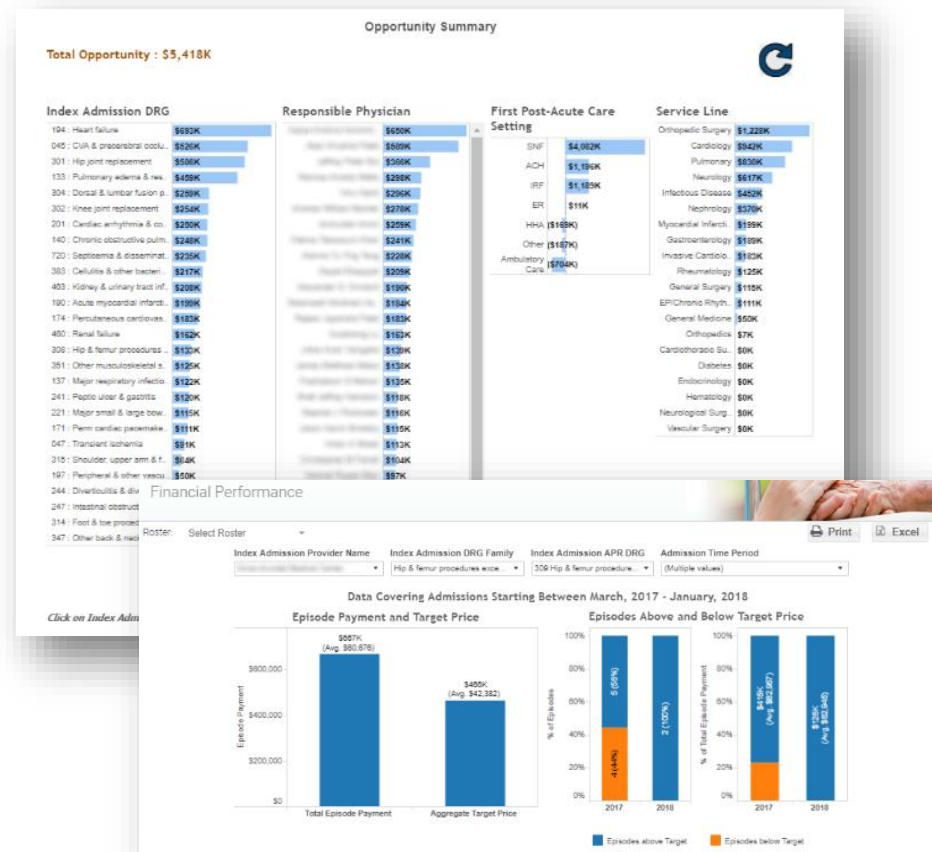 Opportunity Summary
Total Opportunity : $5,418K
Index Admission DRG
194 : Heart failure $693K
045 : CVA & precerebral occlu.. $526K
301 : Hip joint replacement $506K
133 : Pulmonary edema & res.. $459K
304 : Dorsal & lumbar fusion p.. $259K
302 : Knee joint replacement $254K
201 : Cardiac arrhythmia & co.. $250K
140 : Chronic obstructive pulm.. $248K
720 : Septicemia & disseminat.. $235K
383 : Cellulitis & other bacteri.. $217K
463 : Kidney & urinary tract inf.. $208K
190 : Acute myocardial infarcti.. $199K
174 : Percutaneous cardiovas.. $183K
460 : Renal failure $162K
308 : Hip & femur procedures ..
351 : Other musculoskeletal s.. $125K
137 : Major respiratory infectio.. $122K
241 : Peptic ulcer & gastritis $120K
221 : Major small & large bow.. $115K
171 : Perm cardiac pacemake.. $111K
047 : Transient ischemia
315 : Shoulder, upper arm & f..
197 : Peripheral & other vascu.. $50K
244 : Diverticulitis & div
247 : Intestinal obstruct
314 : Foot & toe proced
347 : Other back & neck
Click on Index Adm
Responsible Physician
$650K
$589K
$366K
$298K
$296K
$278K
$259K
$241K
$228K
$209K
$190K
$184K
$183K
$163K
$139K
$138K
$135K
$118K
$116K
$115K
$113K
$104K
$97K
First Post-Acute Care
Setting
SNF $4,082K
ACH $1,196K
IRF $1,189K
ER $11K
HHA ($169K)
Other ($187K)
Ambulatory
Care ($704K)
Service Line
Orthopedic Surgery $1,228K
Cardiology $942K
Pulmonary $830K
Neurology $617K
Infectious Disease $452K
Nephrology $370K
Myocardial Infarcti.. $199K
Gastroenterology $189K
Invasive Cardiolo.. $183K
Rheumatology $125K
General Surgery $115K
EP/Chronic Rhyth.. $111K
General Medicine $50K
Orthopedics $7K
Cardiothoracic Su.. $0K
Diabetes $0K
Endocrinology $0K
Hematology $0K
Neurological Surg.. $0K
Vascular Surgery $0K
Financial Performance
Roster: Select Roster
Print Excel
Index Admission Provider Name Index Admission DRG Family Index Admission APR DRG Admission Time Period
Hip & femur procedures exce... 309 Hip & femur procedure... (Multiple values)
Data Covering Admissions Starting Between March, 2017 - January, 2018
Episode Payment and Target Price
Episode Payment
$600,000
$400,000
$200,000
$0
$667K
(Avg. $60,676)
$466K
(Avg. $42,382)
Total Episode Payment Aggregate Target Price
Episodes Above and Below Target Price
% of Episodes
100%
80%
60%
40%
20%
0%
5 (56%)
4 (44%)
2 (100%)
2017 2018
% of Total Episode Payment
100%
80%
60%
40%
20%
0%
2017 2018
Episodes above Target Episodes below Target